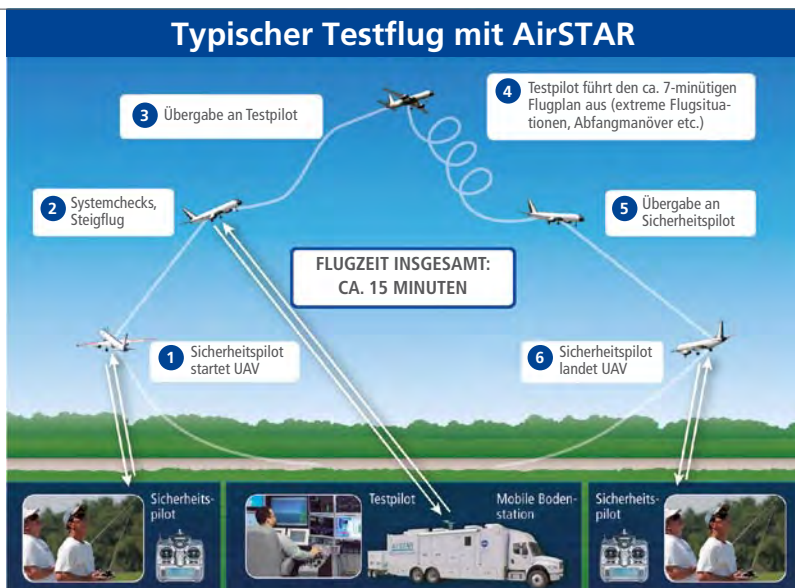 Typischer Testflug mit AirSTAR
3 Übergabe an Testpilot
4 Testpilot führt den ca. 7-minütigen
Flugplan aus (extreme Flugsitua-
tionen, Abfangmanöver etc.)
2 Systemchecks,
Steigflug
5 Übergabe an
Sicherheitspilot
FLUGZEIT INSGESAMT:
CA. 15 MINUTEN
1 Sicherheitspilot
startet UAV
6 Sicherheitspilot
landet UAV
Sicherheits-
pilot
Testpilot
Mobile Boden-
station
Sicherheits-
pilot